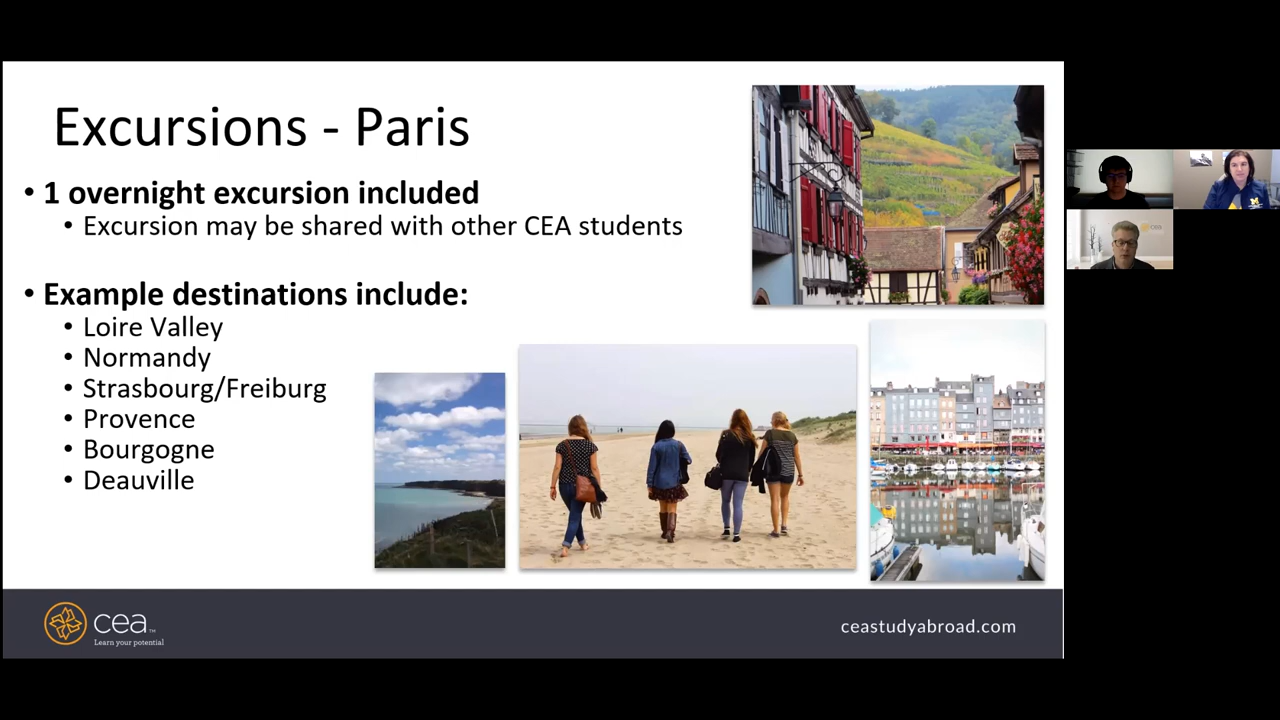 Excursions - Paris
• 1 overnight excursion included
• Excursion may be shared with other CEA students
• Example destinations include:
• Loire Valley
• Normandy
• Strasbourg/Freiburg
• Provence
• Bourgogne
• Deauville
cea™
Learn your potential
ceastudyabroad.com
cea
M